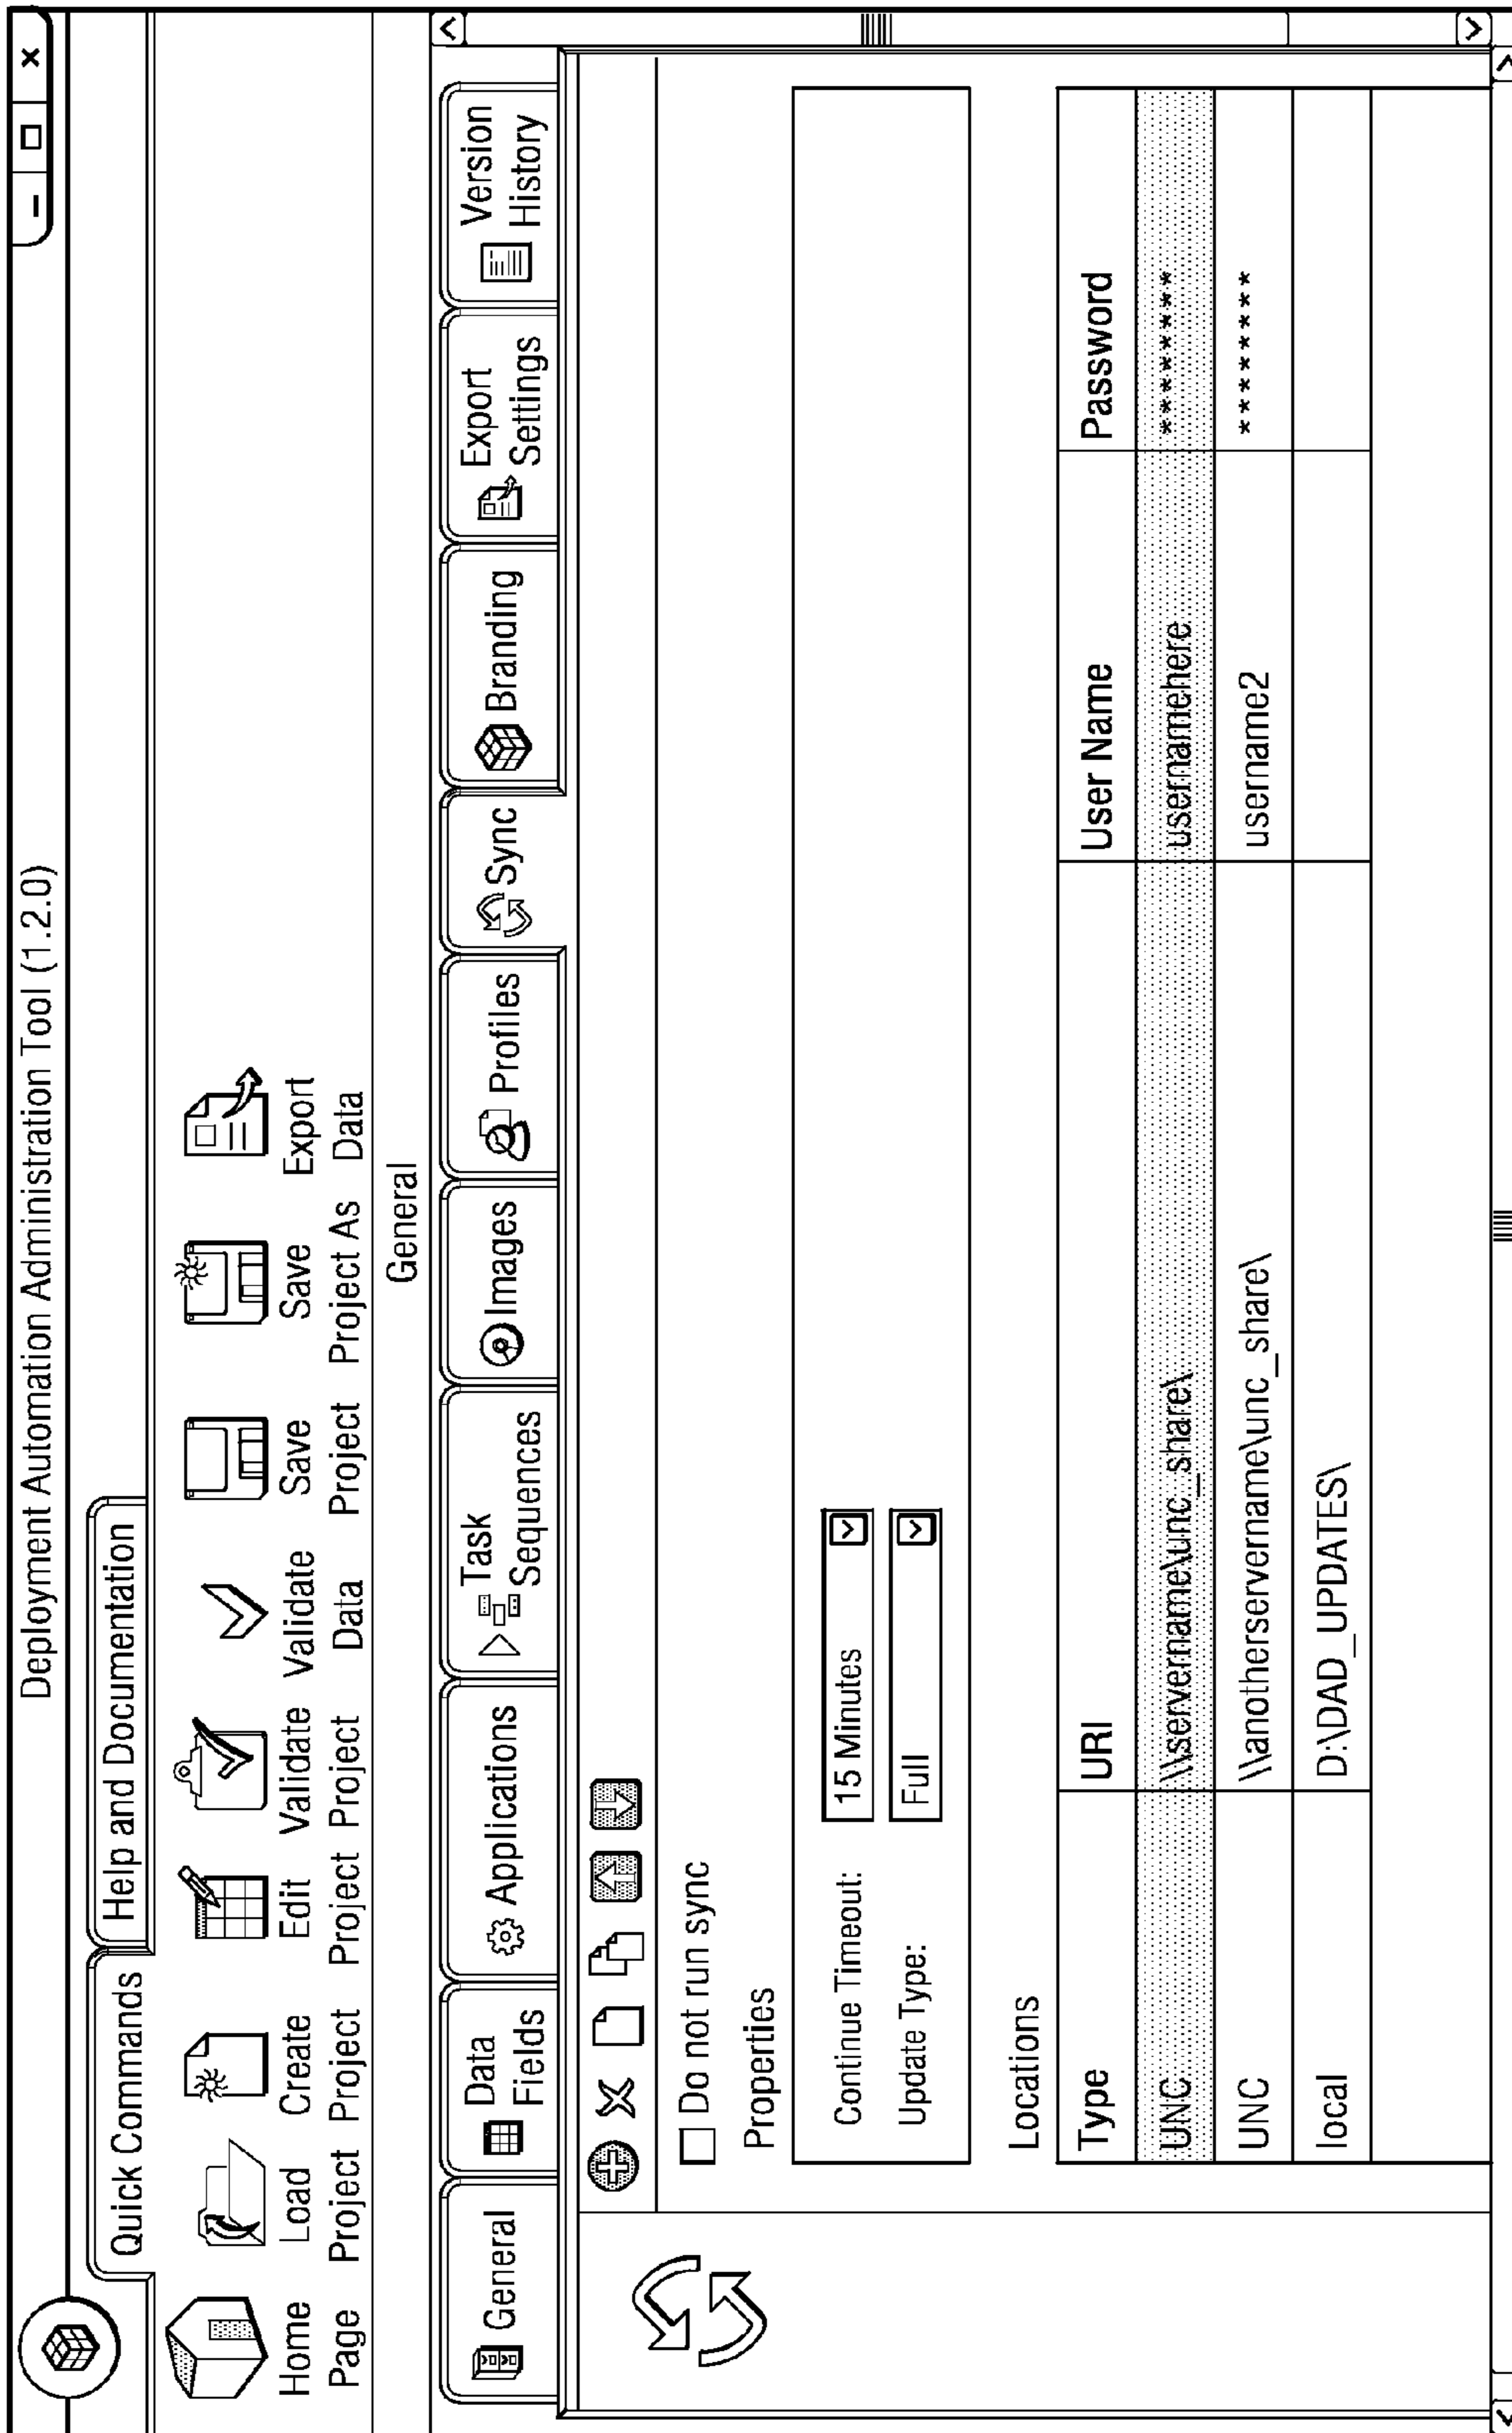 Deployment Automation Administration Tool (1.2.0)
Quick Commands
Help and Documentation
Home Page
Load Project
Create Project
Edit Project
Validate Project
Validate Data
Save Project
Save Project As
Export Data
General
General
Data Fields
Applications
Task Sequences
Images
Profiles
Sync
Branding
Export Settings
Version History
Do not run sync
Properties
Continue Timeout: 15 Minutes
Update Type: Full
Locations
Type URI User Name Password
UNC \\servername\unc_share\ usernamehere *********
UNC \\anotherservername\unc_share\ username2 *********
local D:\DAD_UPDATES\